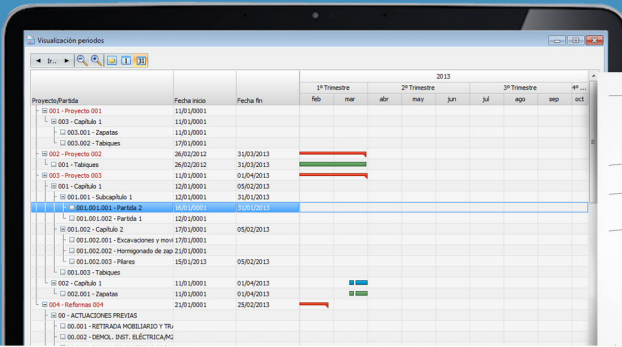 Visualización periodos
Ir...
2013
1º Trimestre 2º Trimestre 3º Trimestre 4º ...
Proyecto/Partida Fecha inicio Fecha fin feb mar abr may jun jul ago sep oct
001 - Proyecto 001 11/01/0001
003 - Capítulo 1 11/01/0001
003.001 - Zapatas 11/01/0001
003.002 - Tabiques 17/01/0001
002 - Proyecto 002 26/02/2012 31/03/2013
001 - Tabiques 26/02/2012 31/03/2013
003 - Proyecto 003 11/01/0001 01/04/2013
001 - Capítulo 1 12/01/0001 05/02/2013
001.001 - Subcapítulo 1 12/01/0001 31/01/2013
001.001.001 - Partida 2 16/01/0001 31/01/2013
001.001.002 - Partida 1 12/01/0001
001.002 - Capítulo 2 17/01/0001 05/02/2013
001.002.001 - Excavaciones y movi 17/01/0001
001.002.002 - Hormigonado de zap 21/01/0001
001.002.003 - Pilares 15/01/2013 05/02/2013
001.003 - Tabiques
002 - Capítulo 1 11/01/0001 01/04/2013
002.001 - Zapatas 11/01/0001 01/04/2013
004 - Reformas 004 21/01/0001 25/02/2013
00 - ACTUACIONES PREVIAS
00.001 - RETIRADA MOBILIARIO Y TRA
00.002 - DEMOL. INST. ELÉCTRICA/M2